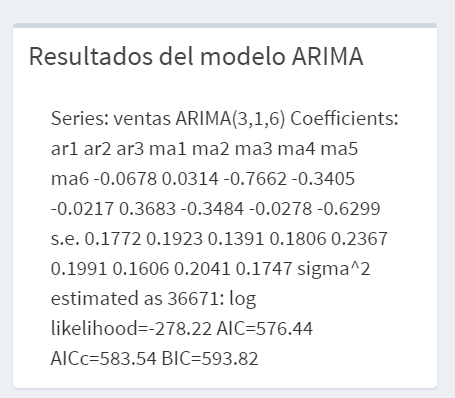 Resultados del modelo ARIMA
Series: ventas ARIMA(3,1,6) Coefficients:
ar1 ar2 ar3 ma1 ma2 ma3 ma4 ma5
ma6 -0.0678 0.0314 -0.7662 -0.3405
-0.0217 0.3683 -0.3484 -0.0278 -0.6299
s.e. 0.1772 0.1923 0.1391 0.1806 0.2367
0.1991 0.1606 0.2041 0.1747 sigma^2
estimated as 36671: log
likelihood=-278.22 AIC=576.44
AICc=583.54 BIC=593.82